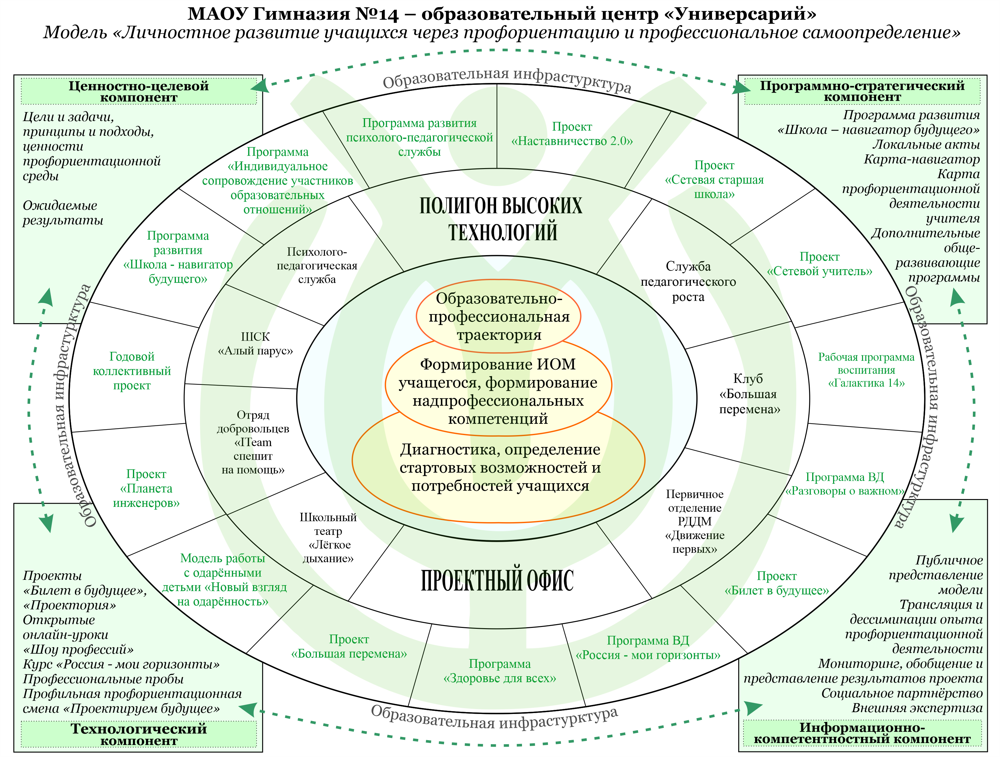 МАОУ Гимназия №14 – образовательный центр «Универсарий»
Модель «Личностное развитие учащихся через профориентацию и профессиональное самоопределение»
Образовательная инфрастурктура
Ценностно-целевой
компонент
Цели и задачи,
принципы и подходы,
ценности
профориентационной
среды
Ожидаемые
результаты
Программно-стратегический
компонент
Программа развития
«Школа – навигатор будущего»
Локальные акты
Карта-навигатор
Карта
профориентационной
деятельности
учителя
Дополнительные
обще-
развивающие
программы
Программа развития
психолого-педагогической
службы
Проект
«Наставничество 2.0»
Проект
«Сетевая старшая
школа»
Проект
«Сетевой учитель»
Рабочая программа
воспитания
«Галактика 14»
Программа ВД
«Разговоры о важном»
Проект
«Билет в будущее»
Программа ВД
«Россия - мои горизонты»
Программа
«Здоровье для всех»
Проект
«Большая перемена»
Модель работы
с одарёнными
детьми «Новый взгляд
на одарённость»
Проект
«Планета
инженеров»
Годовой
коллективный
проект
Программа
развития
«Школа - навигатор
будущего»
Программа
«Индивидуальное
сопровождение участников
образовательных
отношений»
ПОЛИГОН ВЫСОКИХ
ТЕХНОЛОГИЙ
Служба
педагогического
роста
Клуб
«Большая
перемена»
Первичное
отделение
РДДМ
«Движение
первых»
ПРОЕКТНЫЙ ОФИС
Школьный
театр
«Лёгкое
дыхание»
Отряд
добровольцев
«ITeam
спешит
на помощь»
ШСК
«Алый парус»
Психолого-
педагогическая
служба
Образовательно-
профессиональная
траектория
Формирование ИОМ
учащегося, формирование
надпрофессиональных
компетенций
Диагностика, определение
стартовых возможностей и
потребностей учащихся
Образовательная инфрастурктура
Образовательная инфрастурктура
Проекты
«Билет в будущее»,
«Проектория»
Открытые
онлайн-уроки
«Шоу профессий»
Курс «Россия - мои горизонты»
Профессиональные пробы
Профильная профориентационная
смена «Проектируем будущее»
Технологический
компонент
Публичное
представление
модели
Трансляция и
дессиминации опыта
профориентационной
деятельности
Мониторинг, обобщение и
представление результатов проекта
Социальное партнёрство
Внешняя экспертиза
Информационно-
компетентностный компонент
Образовательная инфрастурктура